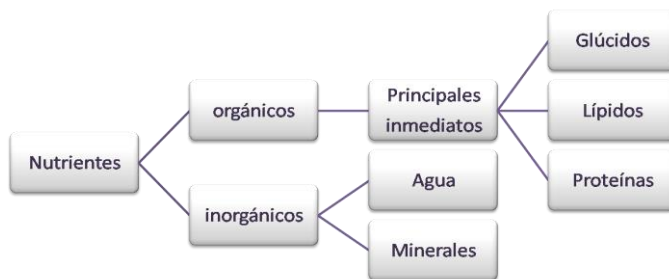 Nutrientes
orgánicos
Principales
inmediatos
Glúcidos
Lípidos
Proteínas
inorgánicos
Agua
Minerales